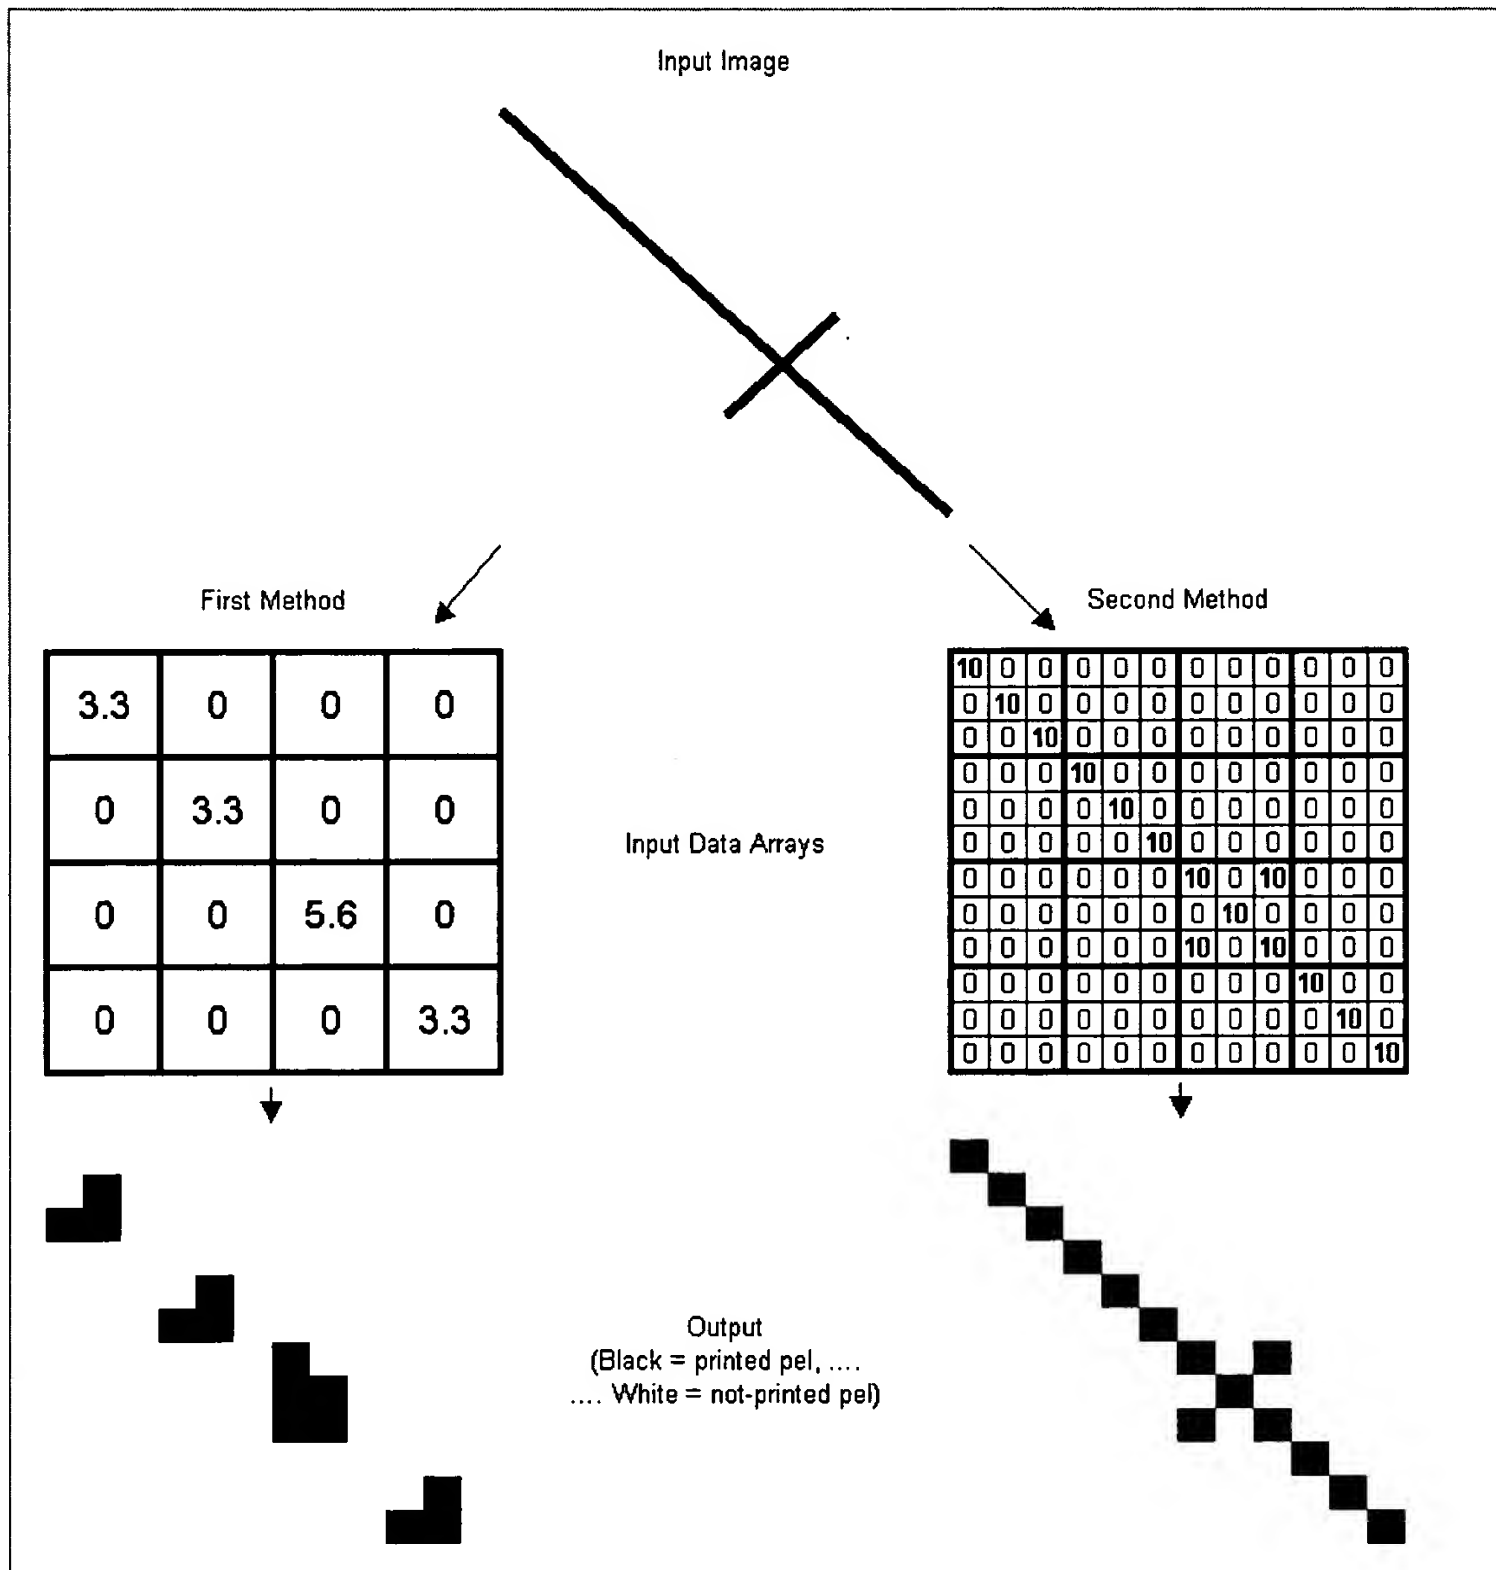 Input Image
First Method
Second Method
3.3 0 0 0
0 3.3 0 0
0 0 5.6 0
0 0 0 3.3
Input Data Arrays
10 0 0 0 0 0 0 0 0 0 0 0
0 10 0 0 0 0 0 0 0 0 0 0
0 0 10 0 0 0 0 0 0 0 0 0
0 0 0 10 0 0 0 0 0 0 0 0
0 0 0 0 10 0 0 0 0 0 0 0
0 0 0 0 0 10 0 0 0 0 0 0
0 0 0 0 0 0 10 0 10 0 0 0
0 0 0 0 0 0 0 10 0 0 0 0
0 0 0 0 0 0 10 0 10 0 0 0
0 0 0 0 0 0 0 0 0 10 0 0
0 0 0 0 0 0 0 0 0 0 10 0
0 0 0 0 0 0 0 0 0 0 0 10
Output
(Black = printed pel, ....
.... White = not-printed pel)